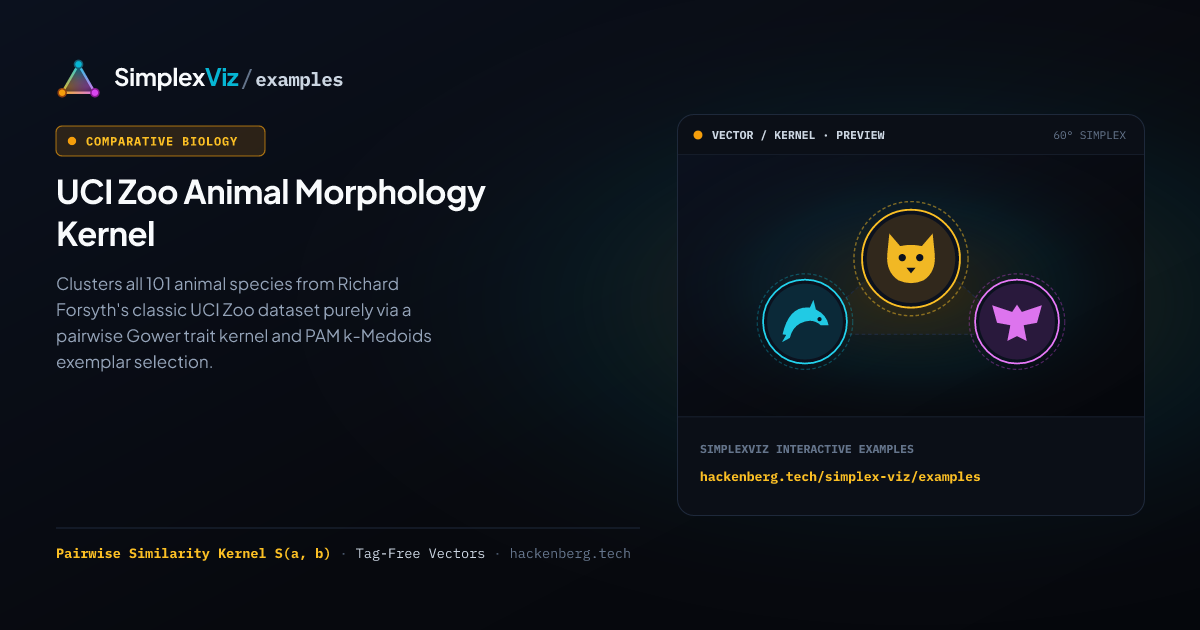 SimplexViz/examples
COMPARATIVE BIOLOGY
UCI Zoo Animal Morphology
Kernel
Clusters all 101 animal species from Richard
Forsyth's classic UCI Zoo dataset purely via a
pairwise Gower trait kernel and PAM k-Medoids
exemplar selection.
Pairwise Similarity Kernel S(a, b) · Tag-Free Vectors · hackenberg.tech
VECTOR / KERNEL · PREVIEW
60° SIMPLEX
SIMPLEXVIZ INTERACTIVE EXAMPLES
hackenberg.tech/simplex-viz/examples